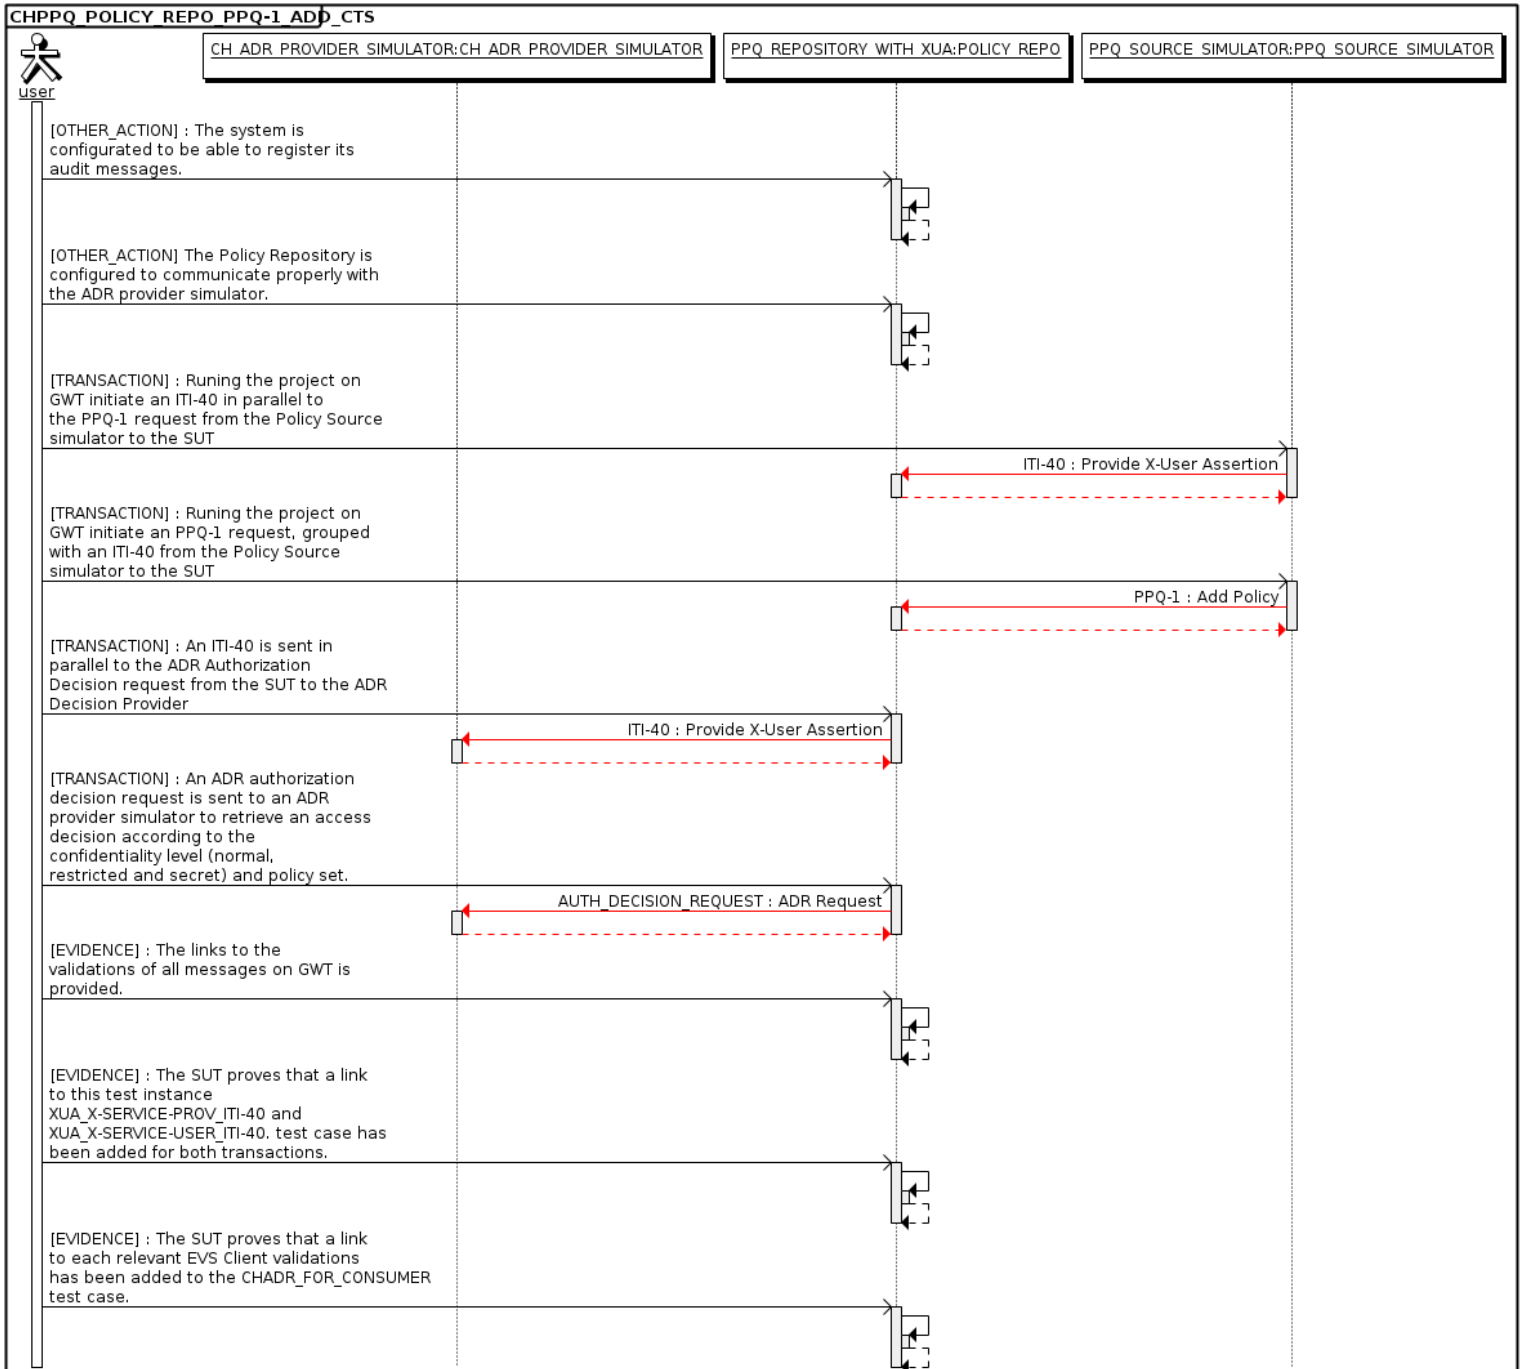 CHPPQ_POLICY_REPO_PPQ-1_ADD_CTS
user
CH_ADR_PROVIDER_SIMULATOR:CH_ADR_PROVIDER_SIMULATOR
PPQ_REPOSITORY_WITH_XUA:POLICY_REPO
PPQ_SOURCE_SIMULATOR:PPQ_SOURCE_SIMULATOR
[OTHER_ACTION] : The system is
configurated to be able to register its
audit messages.
[OTHER_ACTION] The Policy Repository is
configured to communicate properly with
the ADR provider simulator.
[TRANSACTION] : Runing the project on
GWT initiate an ITI-40 in parallel to
the PPQ-1 request from the Policy Source
simulator to the SUT
ITI-40 : Provide X-User Assertion
[TRANSACTION] : Runing the project on
GWT initiate an PPQ-1 request, grouped
with an ITI-40 from the Policy Source
simulator to the SUT
PPQ-1 : Add Policy
[TRANSACTION] : An ITI-40 is sent in
parallel to the ADR Authorization
Decision request from the SUT to the ADR
Decision Provider
ITI-40 : Provide X-User Assertion
[TRANSACTION] : An ADR authorization
decision request is sent to an ADR
provider simulator to retrieve an access
decision according to the
confidentiality level (normal,
restricted and secret) and policy set.
AUTH_DECISION_REQUEST : ADR Request
[EVIDENCE] : The links to the
validations of all messages on GWT is
provided.
[EVIDENCE] : The SUT proves that a link
to this test instance
XUA_X-SERVICE-PROV_ITI-40 and
XUA_X-SERVICE-USER_ITI-40. test case has
been added for both transactions.
[EVIDENCE] : The SUT proves that a link
to each relevant EVS Client validations
has been added to the CHADR_FOR_CONSUMER
test case.